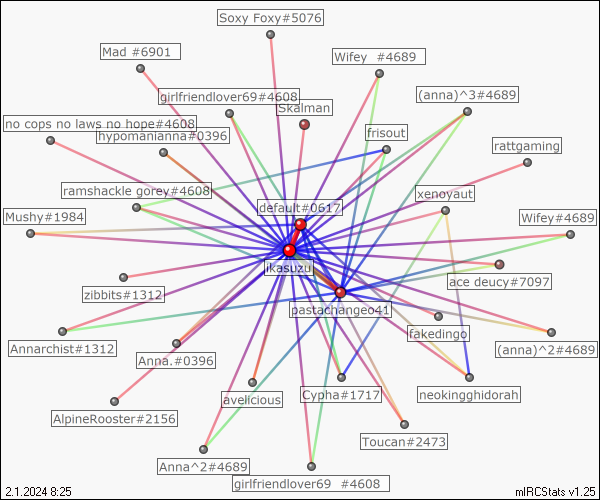 Soxy Foxy#5076
Mad #6901
Wifey  #4689
girlfriendlover69#4608
(anna)^3#4689
Skalman
no cops no laws no hope#4608
hypomanianna#0396
frisout
rattgaming
ramshackle gorey#4608
xenoyaut
default#0617
Mushy#1984
Wifey#4689
ikasuzu
ace deucy#7097
zibbits#1312
pastachangeo41
fakedingo
Annarchist#1312
(anna)^2#4689
Anna.#0396
avelicious
Cypha#1717
neokingghidorah
AlpineRooster#2156
Toucan#2473
Anna^2#4689
girlfriendlover69  #4608
2.1.2024 8:25
mIRCStats v1.25